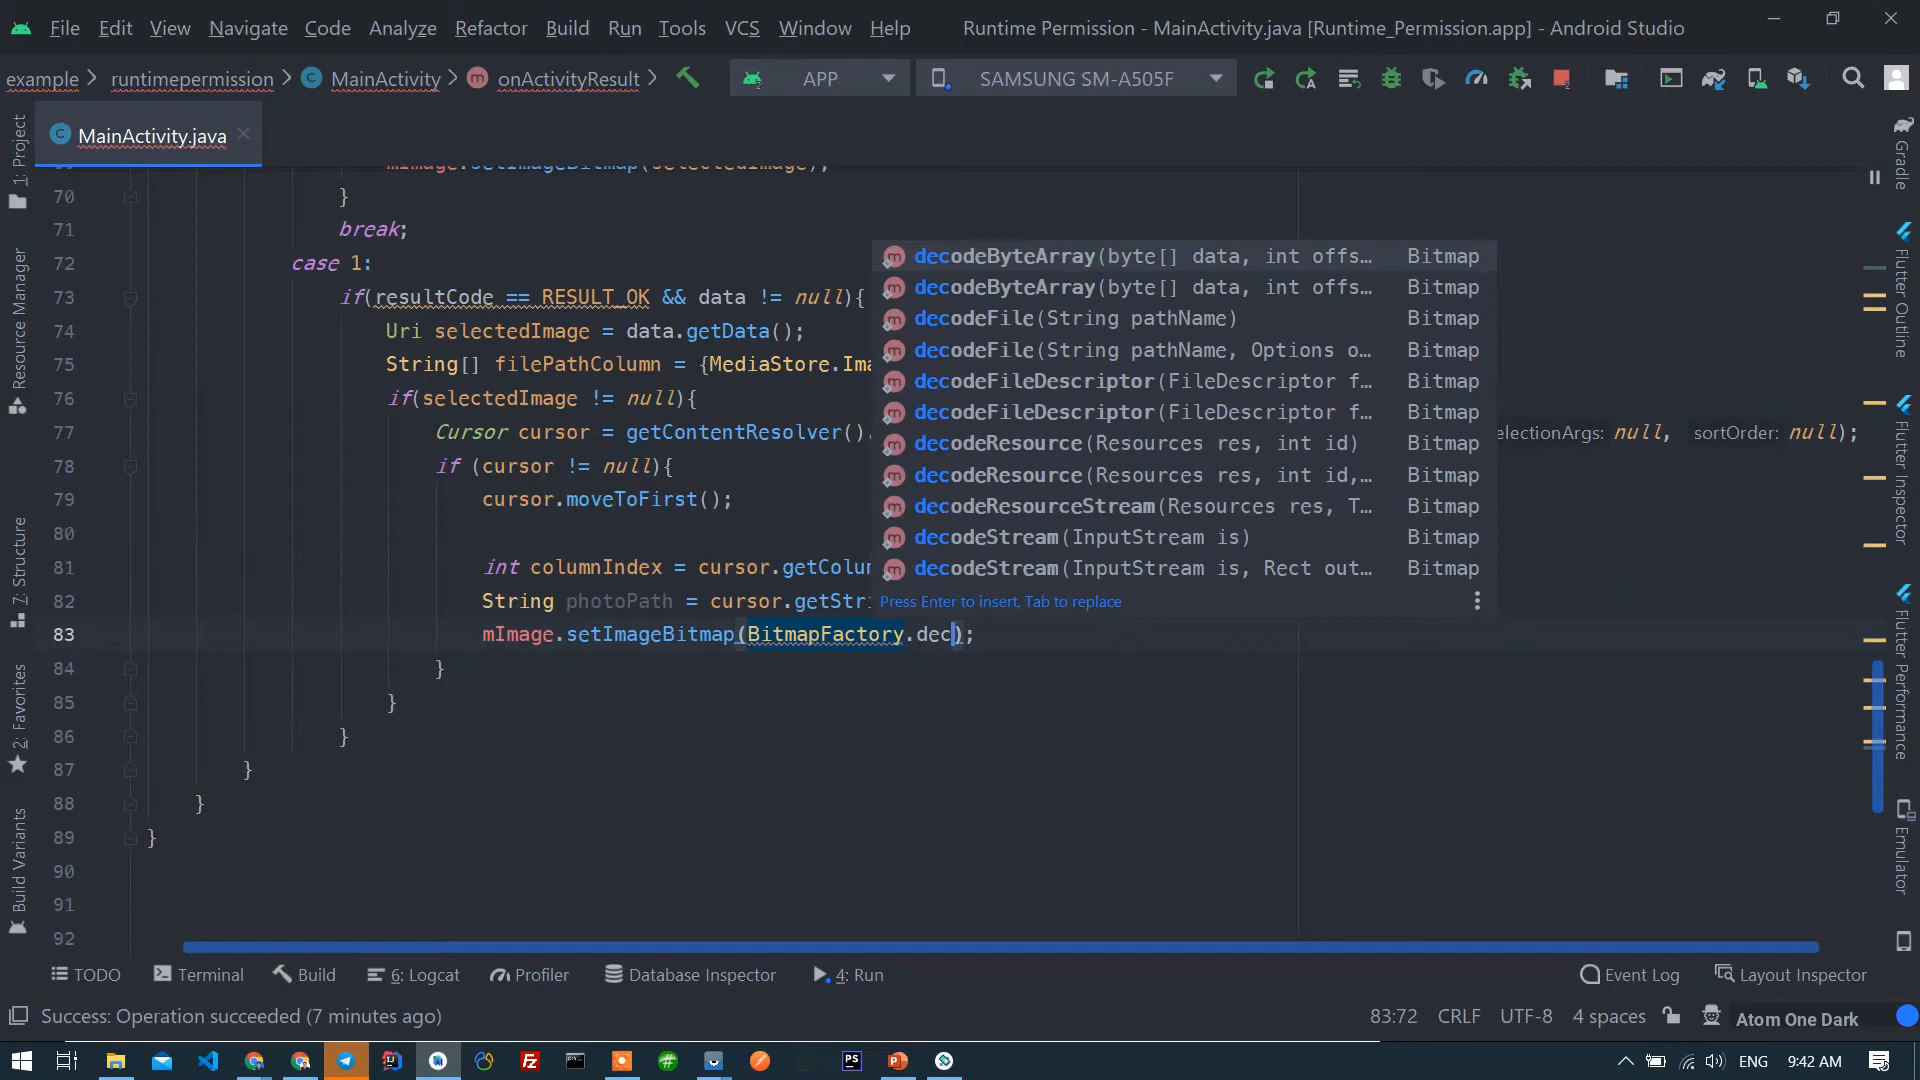 File Edit View Navigate Code Analyze Refactor Build Run Tools VCS Window Help Runtime Permission - MainActivity.java [Runtime_Permission.app] - Android Studio
example runtimepermission MainActivity onActivityResult APP SAMSUNG SM-A505F
MainActivity.java
70 }
71 break;
72 case 1:
73 if(resultCode == RESULT_OK && data != null){
74 Uri selectedImage = data.getData();
75 String[] filePathColumn = {MediaStore.Ima
76 if(selectedImage != null){
77 Cursor cursor = getContentResolver(). electionArgs: null, sortOrder: null);
78 if (cursor != null){
79 cursor.moveToFirst();
80
81 int columnIndex = cursor.getColu
82 String photoPath = cursor.getStri
83 mImage.setImageBitmap(BitmapFactory.dec);
84 }
85 }
86 }
87 }
88 }
89 }
90
91
92
decodeByteArray(byte[] data, int offs… Bitmap
decodeByteArray(byte[] data, int offs… Bitmap
decodeFile(String pathName) Bitmap
decodeFile(String pathName, Options o… Bitmap
decodeFileDescriptor(FileDescriptor f… Bitmap
decodeFileDescriptor(FileDescriptor f… Bitmap
decodeResource(Resources res, int id) Bitmap
decodeResource(Resources res, int id,… Bitmap
decodeResourceStream(Resources res, T… Bitmap
decodeStream(InputStream is) Bitmap
decodeStream(InputStream is, Rect out… Bitmap
Press Enter to insert, Tab to replace
1: Project
Resource Manager
7: Structure
2: Favorites
Build Variants
Gradle
Flutter Outline
Flutter Inspector
Flutter Performance
Emulator
TODO Terminal Build 6: Logcat Profiler Database Inspector 4: Run Event Log Layout Inspector
Success: Operation succeeded (7 minutes ago) 83:72 CRLF UTF-8 4 spaces Atom One Dark
ENG 9:42 AM